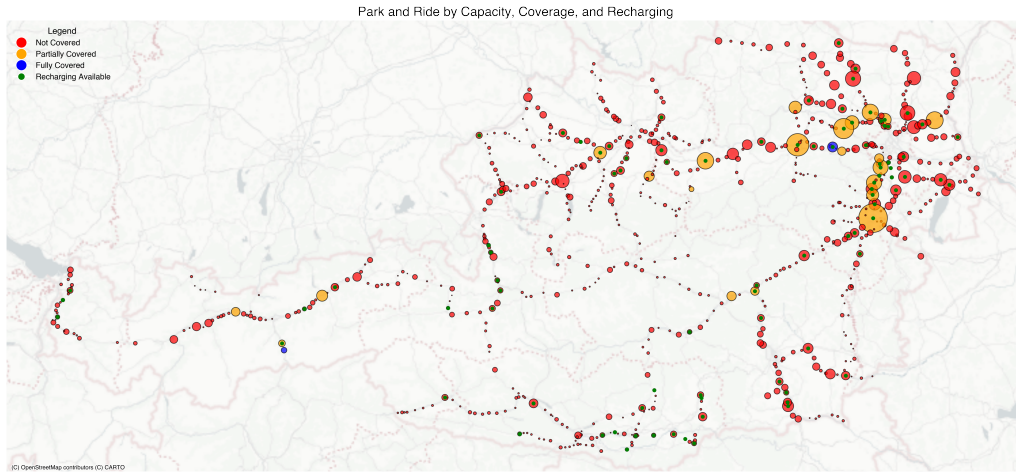 Park and Ride by Capacity, Coverage, and Recharging
Legend
Not Covered
Partially Covered
Fully Covered
Recharging Available
(C) OpenStreetMap contributors (C) CARTO